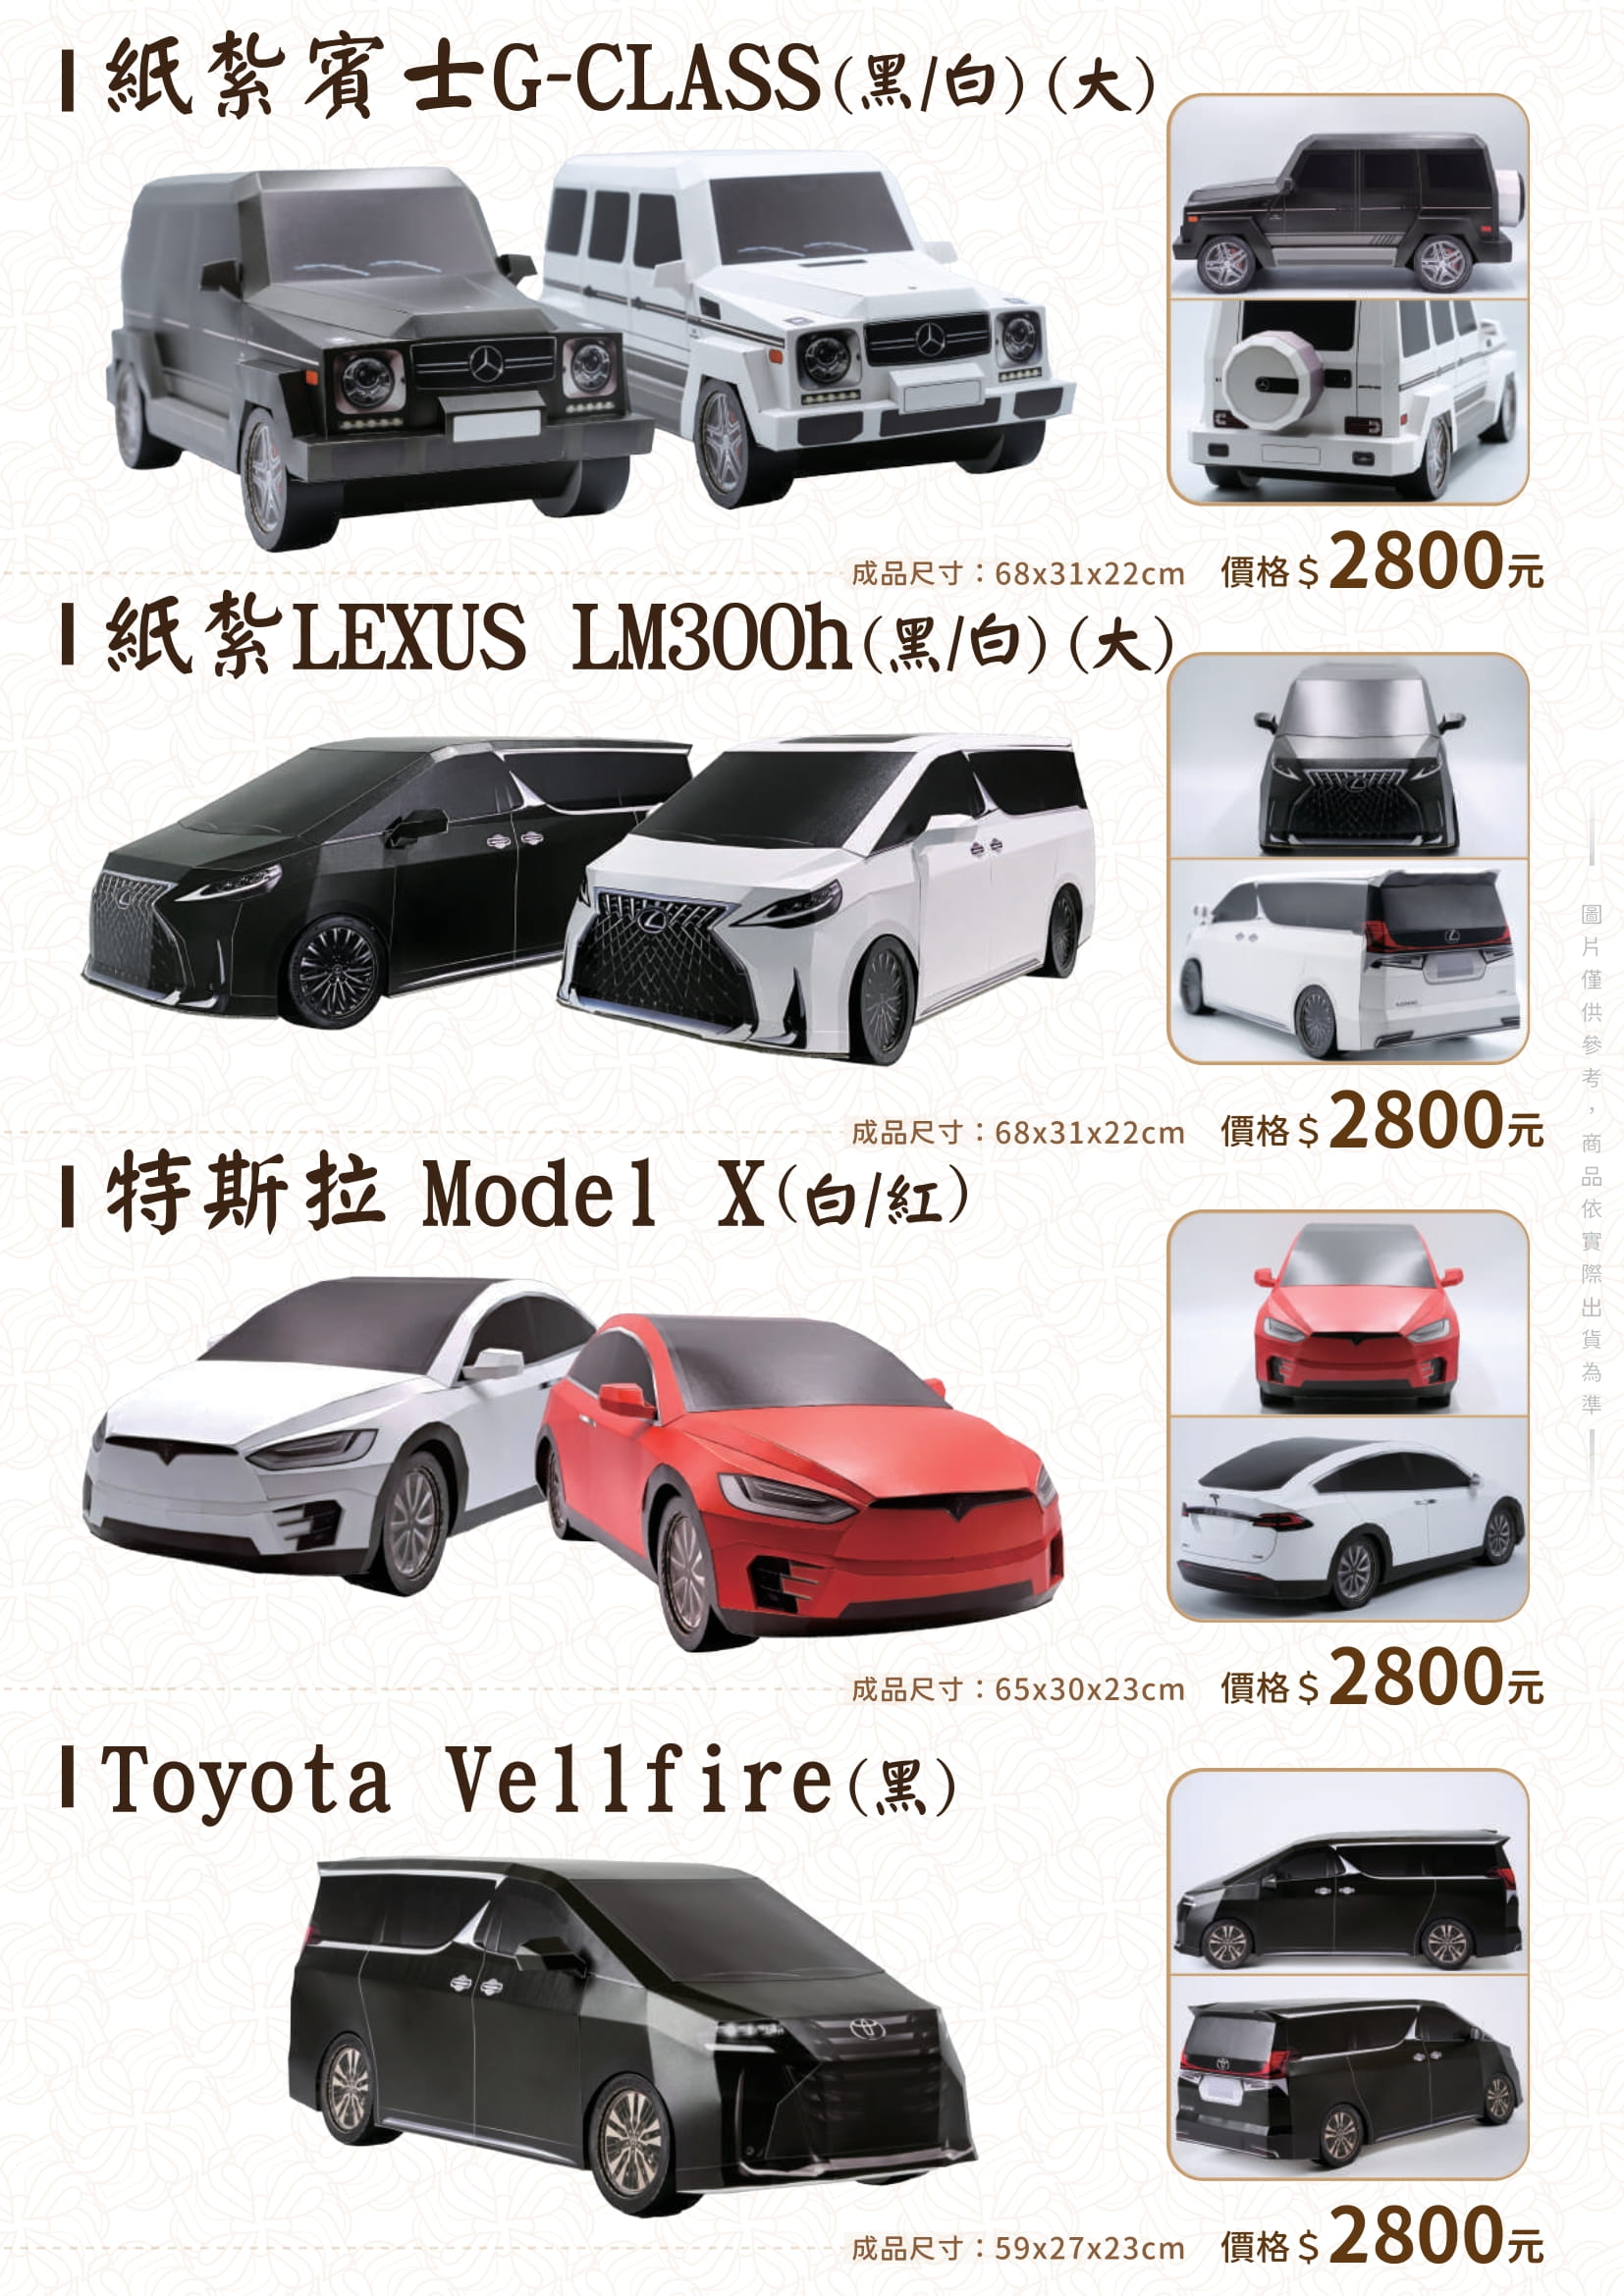 紙紮賓士G-CLASS(黑/白)(大)
成品尺寸：68x31x22cm 價格$2800元
紙紮LEXUS LM300h(黑/白)(大)
成品尺寸：68x31x22cm 價格$2800元
特斯拉 Model X(白/紅)
成品尺寸：65x30x23cm 價格$2800元
Toyota Vellfire(黑)
成品尺寸：59x27x23cm 價格$2800元
圖片僅供參考，商品依實際出貨為準